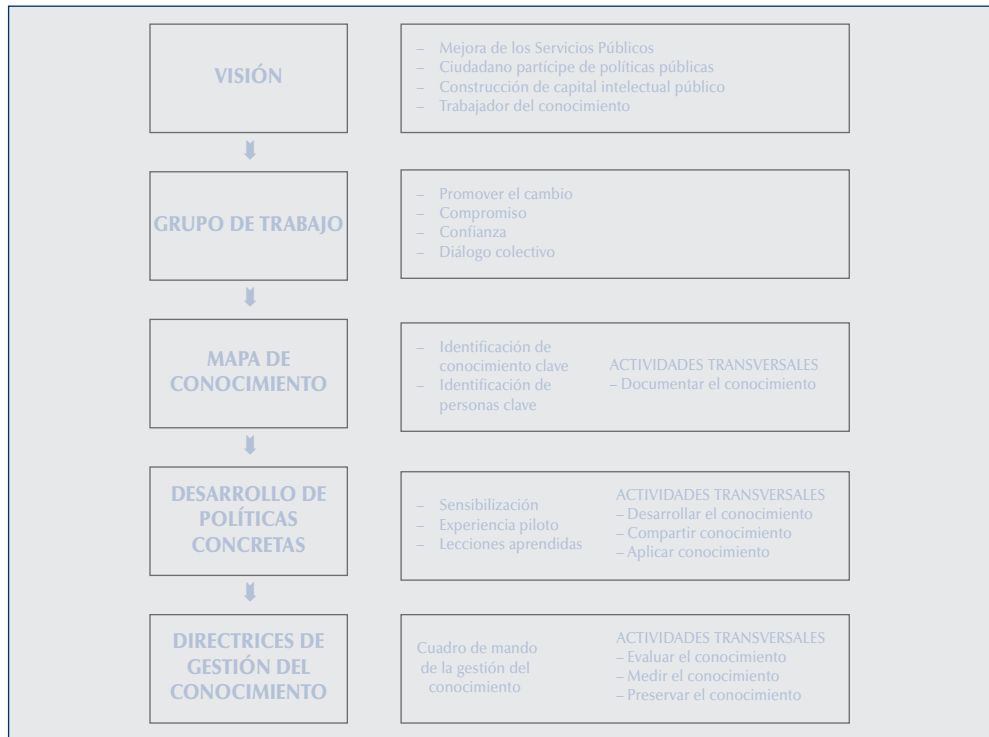 VISIÓN
– Mejora de los Servicios Públicos
– Ciudadano partícipe de políticas públicas
– Construcción de capital intelectual público
– Trabajador del conocimiento
GRUPO DE TRABAJO
– Promover el cambio
– Compromiso
– Confianza
– Diálogo colectivo
MAPA DE
CONOCIMIENTO
– Identificación de
conocimiento clave
– Identificación de
personas clave
ACTIVIDADES TRANSVERSALES
– Documentar el conocimiento
DESARROLLO DE
POLÍTICAS
CONCRETAS
– Sensibilización
– Experiencia piloto
– Lecciones aprendidas
ACTIVIDADES TRANSVERSALES
– Desarrollar el conocimiento
– Compartir conocimiento
– Aplicar conocimiento
DIRECTRICES DE
GESTIÓN DEL
CONOCIMIENTO
Cuadro de mando
de la gestión del
conocimiento
ACTIVIDADES TRANSVERSALES
– Evaluar el conocimiento
– Medir el conocimiento
– Preservar el conocimiento